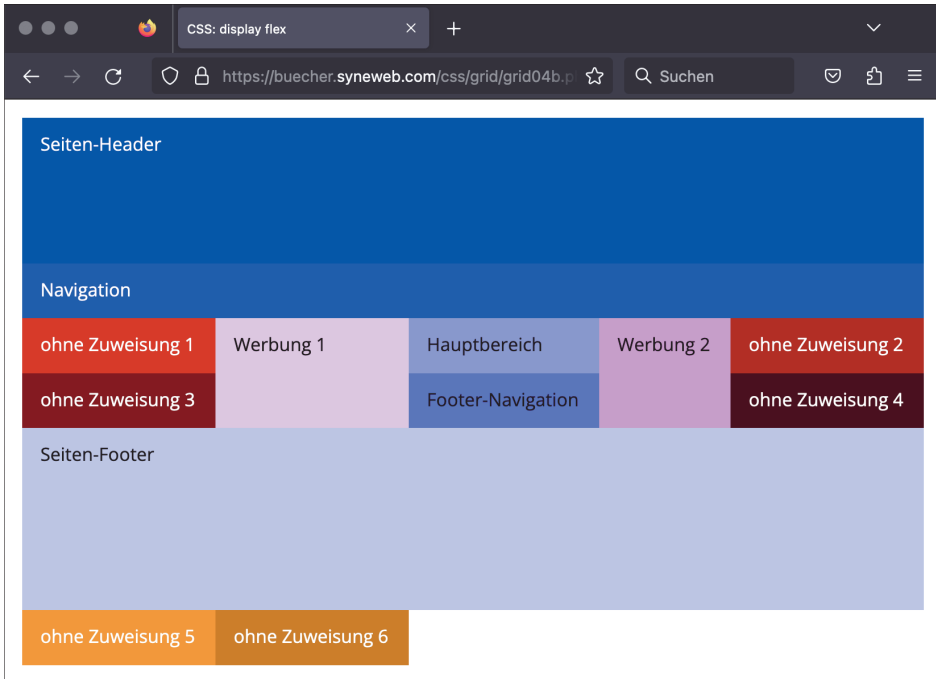 CSS: display flex
https://buecher.syneweb.com/css/grid/grid04b.p
Suchen
Seiten-Header
Navigation
ohne Zuweisung 1
Werbung 1
Hauptbereich
Werbung 2
ohne Zuweisung 2
ohne Zuweisung 3
Footer-Navigation
ohne Zuweisung 4
Seiten-Footer
ohne Zuweisung 5
ohne Zuweisung 6